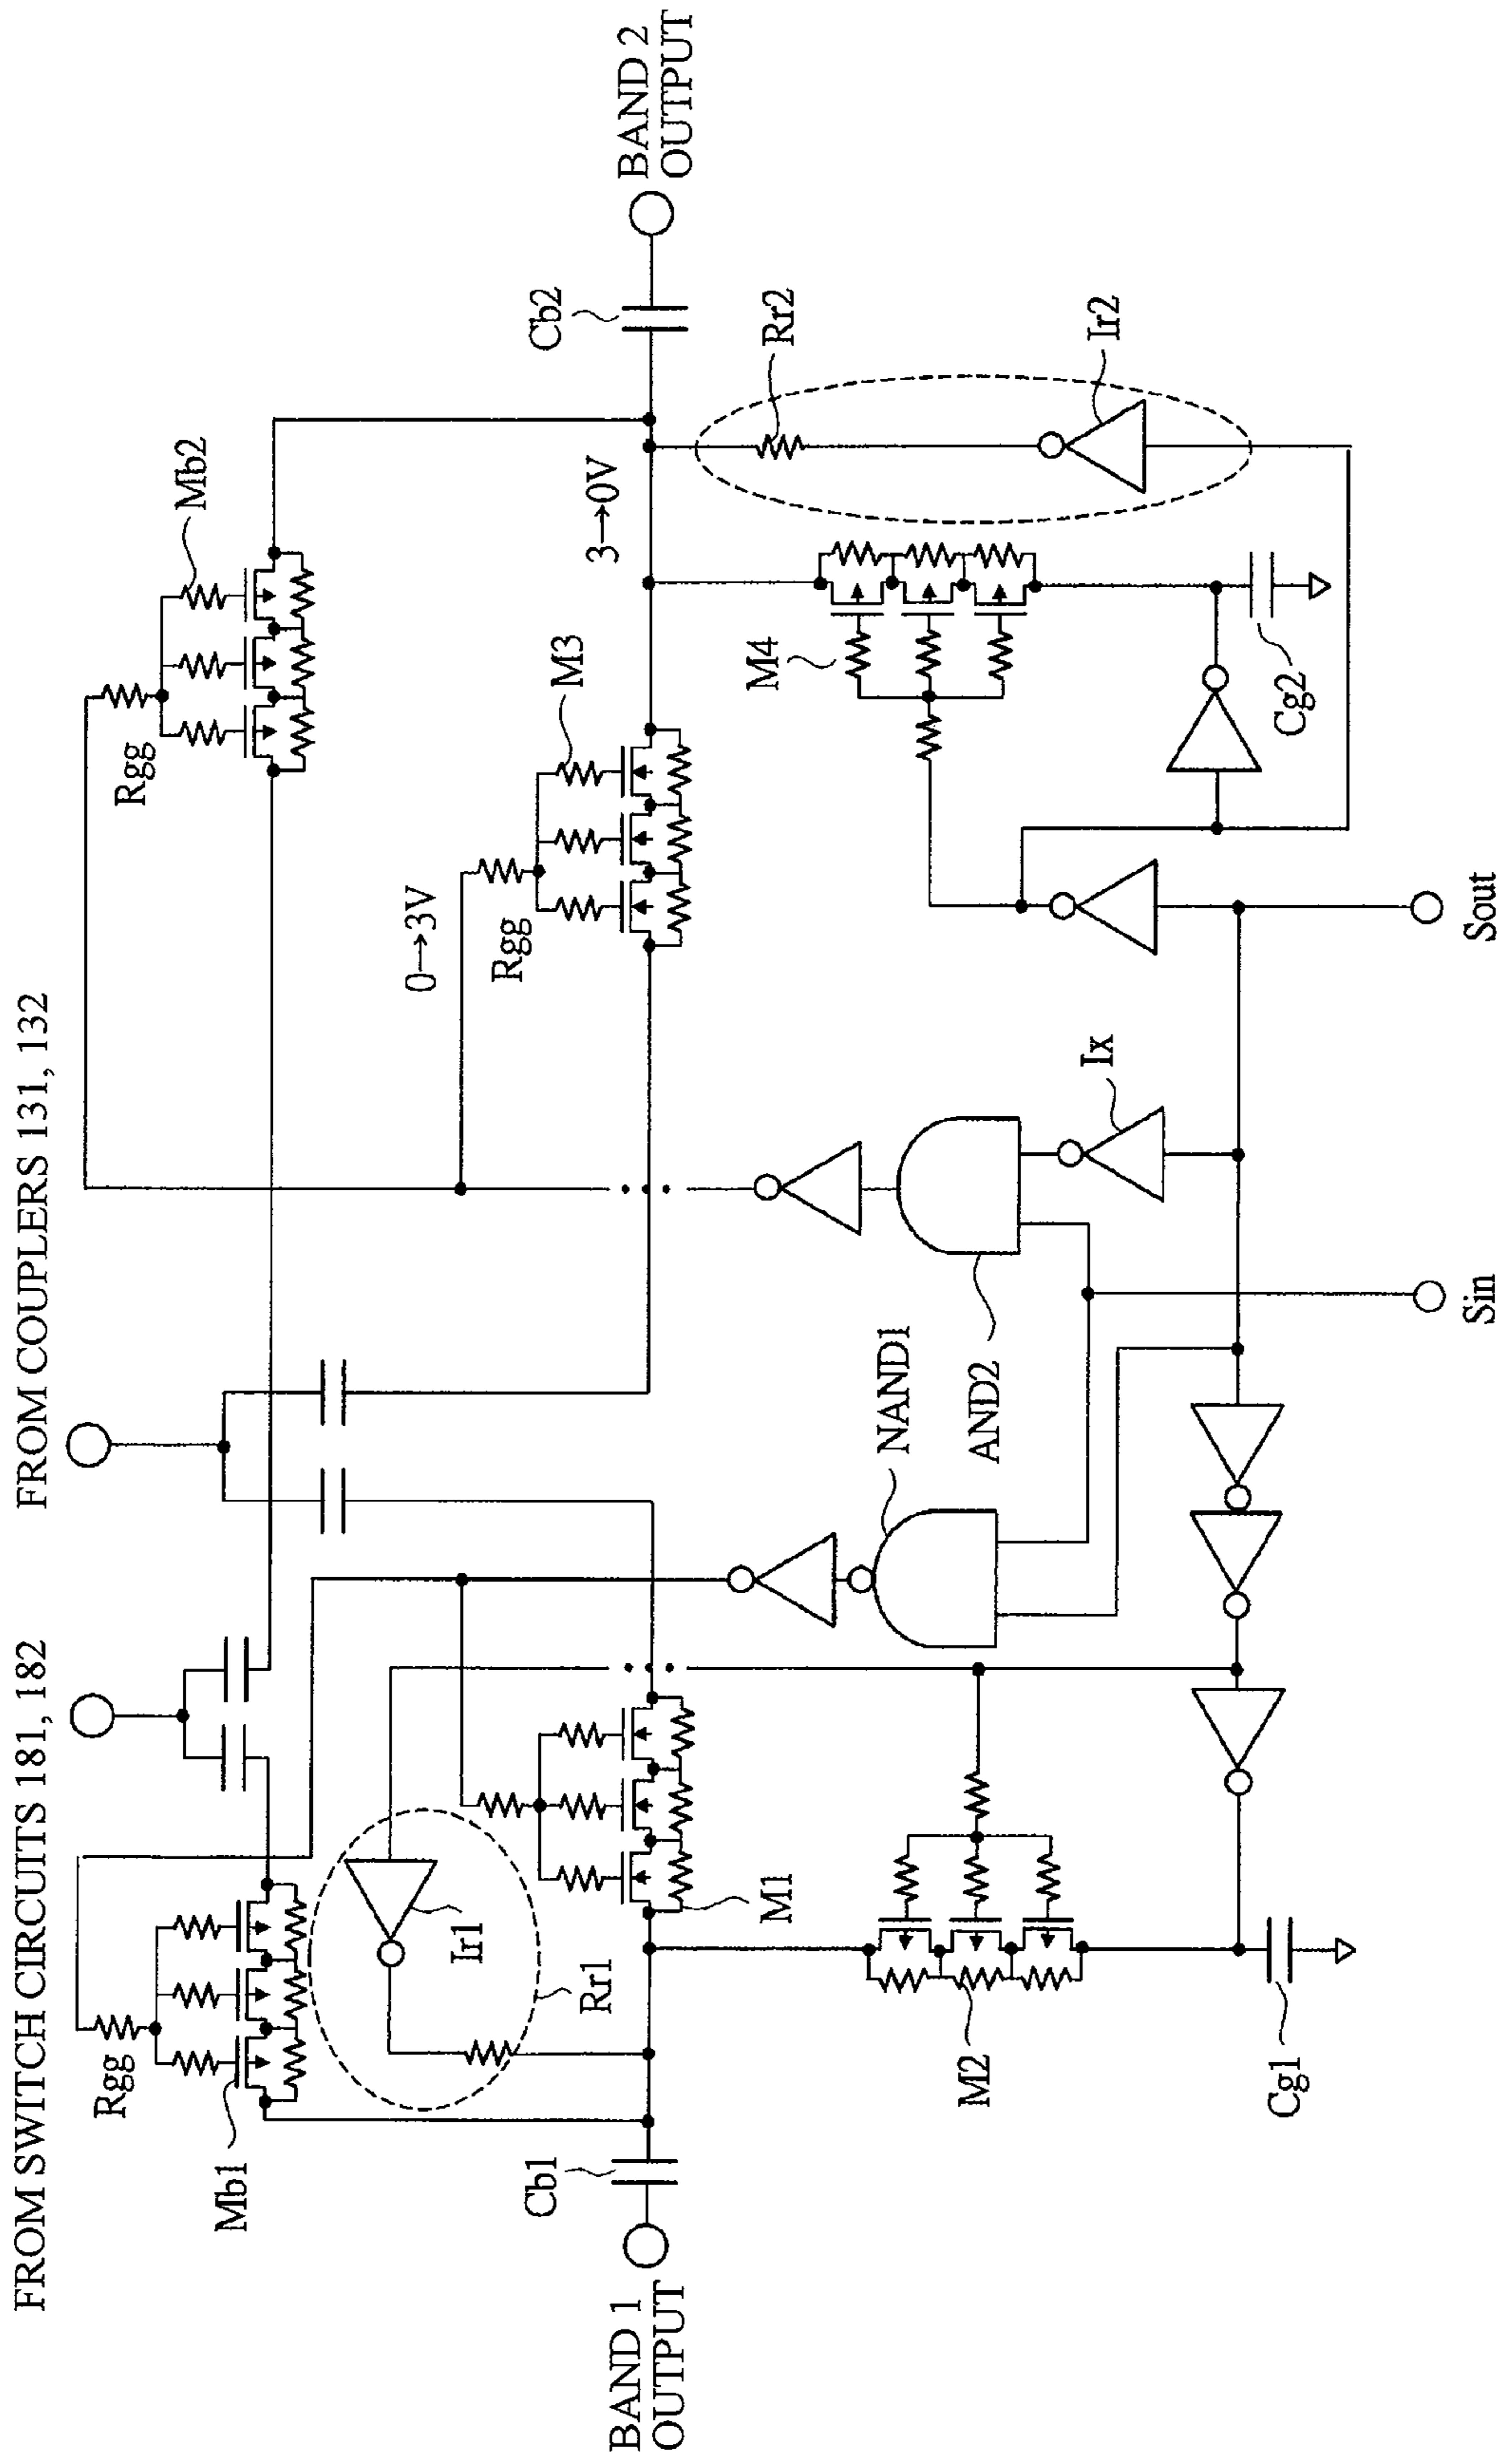 FROM SWITCH CIRCUITS 181, 182
FROM COUPLERS 131, 132
Rgg
Mb1
Rgg
Mb2
0→3V
Rgg
M3
3→0V
Cb1
BAND 1
OUTPUT
Ir1
Rr1
M1
Cb2
BAND 2
OUTPUT
M2
Cg1
NAND1
AND2
Ix
M4
Cg2
Rr2
Ir2
Sin
Sout